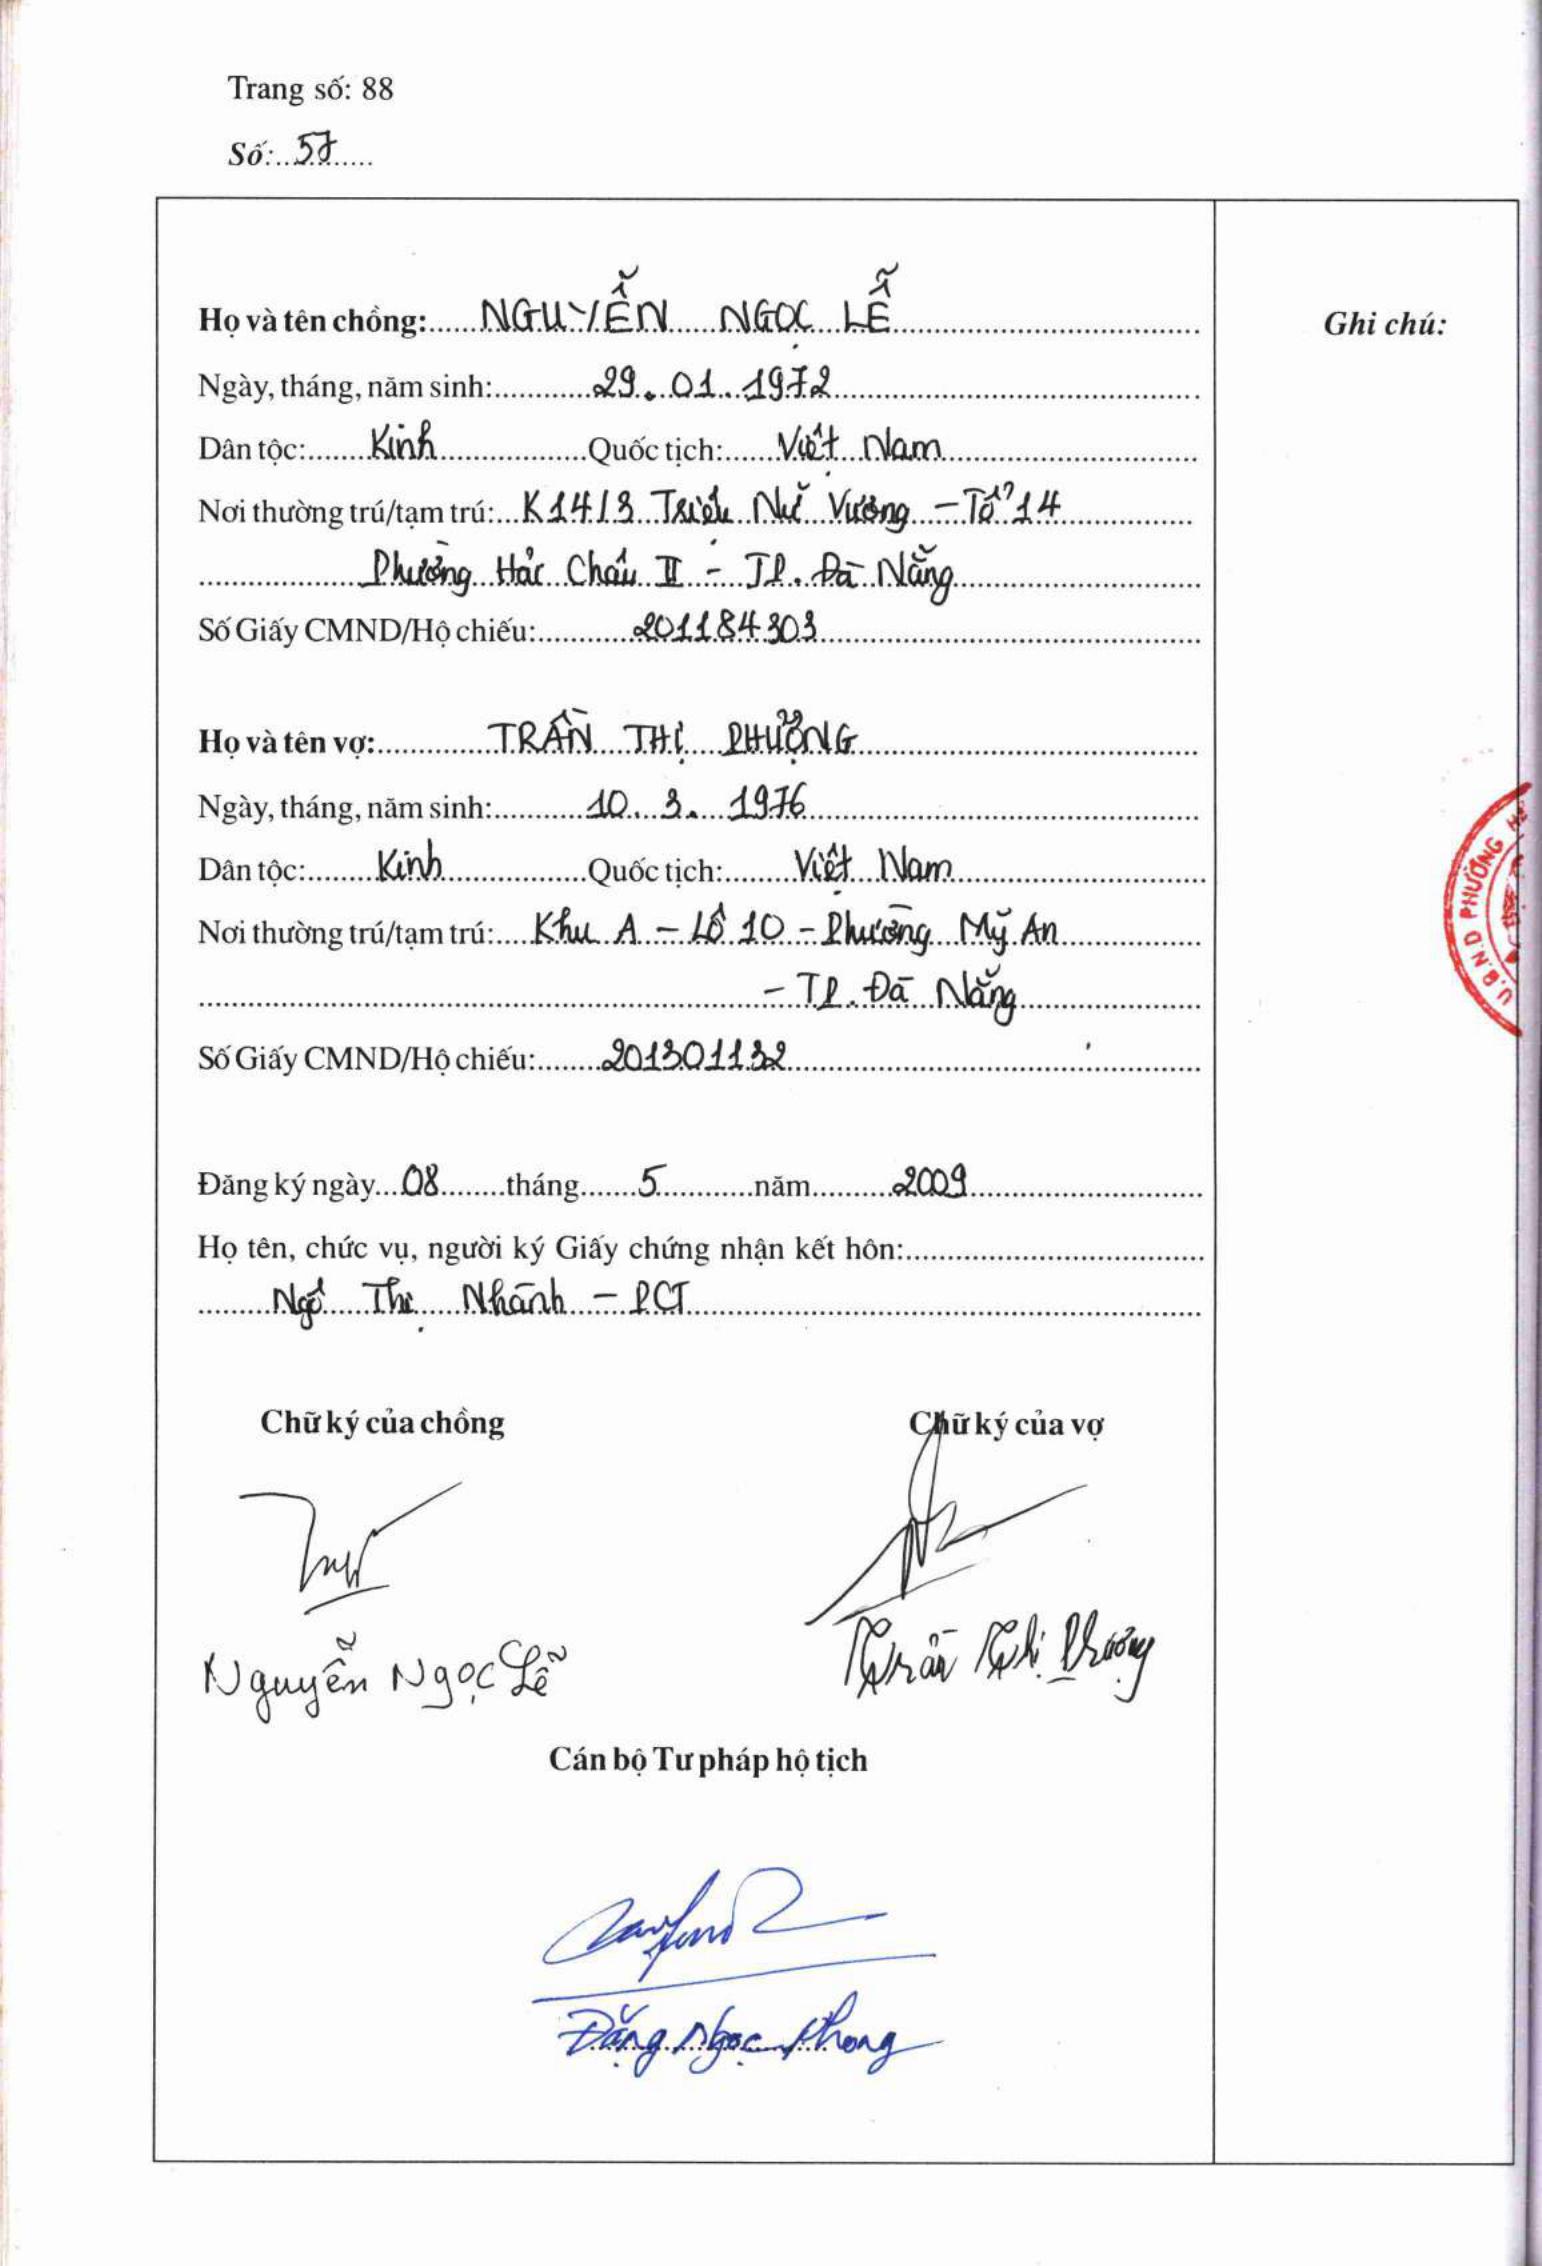 Trang số: 88
Số: 57
Họ và tên chồng: NGUYỄN NGỌC LỄ
Ghi chú:
Ngày, tháng, năm sinh: 29.01.1972
Dân tộc: Kinh Quốc tịch: Việt Nam
Nơi thường trú/tạm trú: K14/3 Triệu Nữ Vương - Tổ 14
Phường Hải Châu II - TP. Đà Nẵng
Số Giấy CMND/Hộ chiếu: 201184303
Họ và tên vợ: TRẦN THỊ PHƯỢNG
Ngày, tháng, năm sinh: 10.3.1976
Dân tộc: Kinh Quốc tịch: Việt Nam
Nơi thường trú/tạm trú: Khu A - Lô 10 - Phường Mỹ An
- TP. Đà Nẵng
Số Giấy CMND/Hộ chiếu: 201301132
U.B.N.D PHƯỜNG
Đăng ký ngày 08 tháng 5 năm 2009
Họ tên, chức vụ, người ký Giấy chứng nhận kết hôn:
Ngô Thị Nhành - PCT
Chữ ký của chồng Chữ ký của vợ
Nguyễn Ngọc Lễ Trần Thị Phượng
Cán bộ Tư pháp hộ tịch
Đặng Ngọc Phong